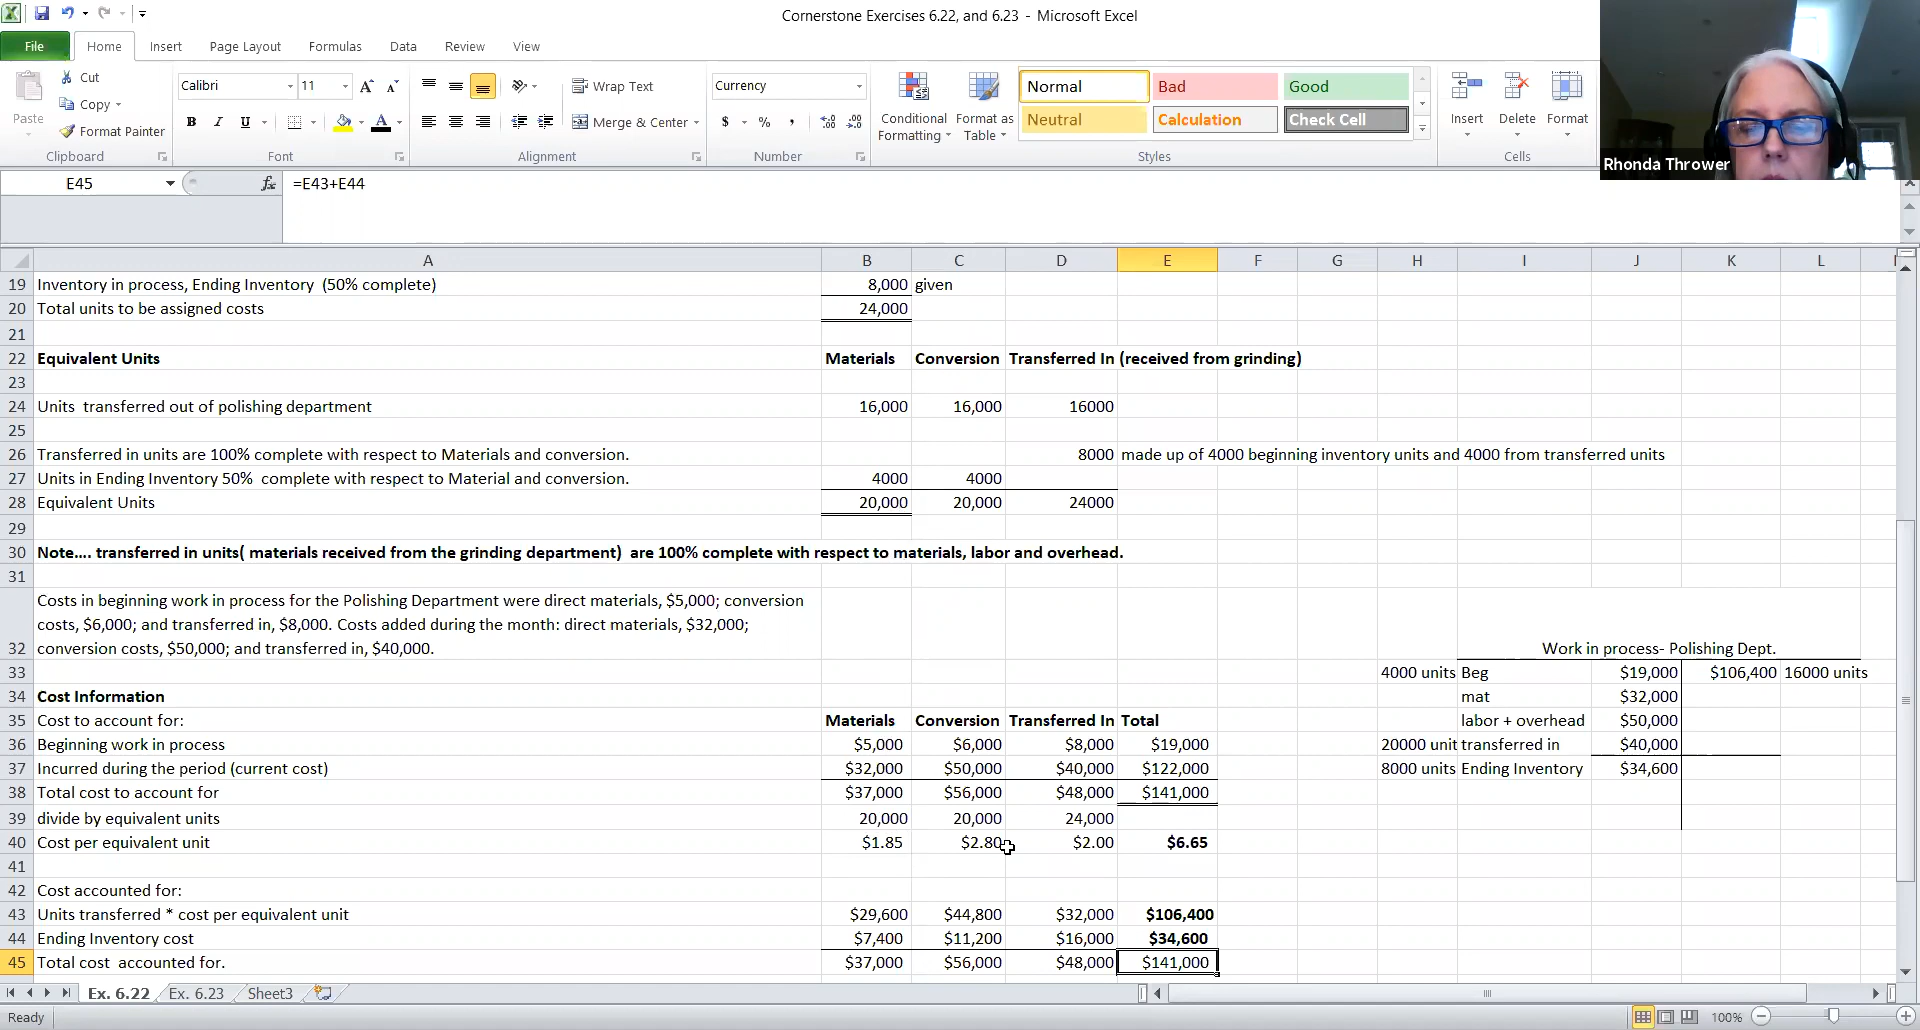 Cornerstone Exercises 6.22, and 6.23 - Microsoft Excel
File Home Insert Page Layout Formulas Data Review View
Paste Cut Copy Format Painter
Calibri 11 A A
B I U A
Wrap Text
Merge & Center
Currency
$ % ,
Conditional Formatting Format as Table
Normal Bad Good
Neutral Calculation Check Cell
Insert Delete Format
Clipboard Font Alignment Number Styles Cells
Rhonda Thrower
E45 fx =E43+E44
A B C D E F G H I J K L
19 Inventory in process, Ending Inventory (50% complete) 8,000 given
20 Total units to be assigned costs 24,000
21
22 Equivalent Units Materials Conversion Transferred In (received from grinding)
23
24 Units transferred out of polishing department 16,000 16,000 16000
25
26 Transferred in units are 100% complete with respect to Materials and conversion. 8000 made up of 4000 beginning inventory units and 4000 from transferred units
27 Units in Ending Inventory 50% complete with respect to Material and conversion. 4000 4000
28 Equivalent Units 20,000 20,000 24000
29
30 Note.... transferred in units( materials received from the grinding department) are 100% complete with respect to materials, labor and overhead.
31
Costs in beginning work in process for the Polishing Department were direct materials, $5,000; conversion
costs, $6,000; and transferred in, $8,000. Costs added during the month: direct materials, $32,000;
32 conversion costs, $50,000; and transferred in, $40,000. Work in process- Polishing Dept.
33 4000 units Beg $19,000 $106,400 16000 units
34 Cost Information mat $32,000
35 Cost to account for: Materials Conversion Transferred In Total labor + overhead $50,000
36 Beginning work in process $5,000 $6,000 $8,000 $19,000 20000 unit transferred in $40,000
37 Incurred during the period (current cost) $32,000 $50,000 $40,000 $122,000 8000 units Ending Inventory $34,600
38 Total cost to account for $37,000 $56,000 $48,000 $141,000
39 divide by equivalent units 20,000 20,000 24,000
40 Cost per equivalent unit $1.85 $2.80 $2.00 $6.65
41
42 Cost accounted for:
43 Units transferred * cost per equivalent unit $29,600 $44,800 $32,000 $106,400
44 Ending Inventory cost $7,400 $11,200 $16,000 $34,600
45 Total cost accounted for. $37,000 $56,000 $48,000 $141,000
Ex. 6.22 Ex. 6.23 Sheet3
Ready 100%